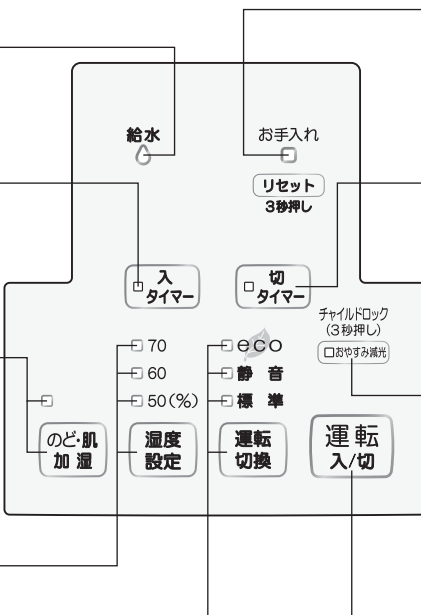 給水
お手入れ
リセット
3秒押し
入
タイマー
切
タイマー
チャイルドロック
(3秒押し)
おやすみ減光
70
60
50(%)
eco
静 音
標 準
のど・肌
加 湿
湿度
設定
運転
切換
運転
入/切